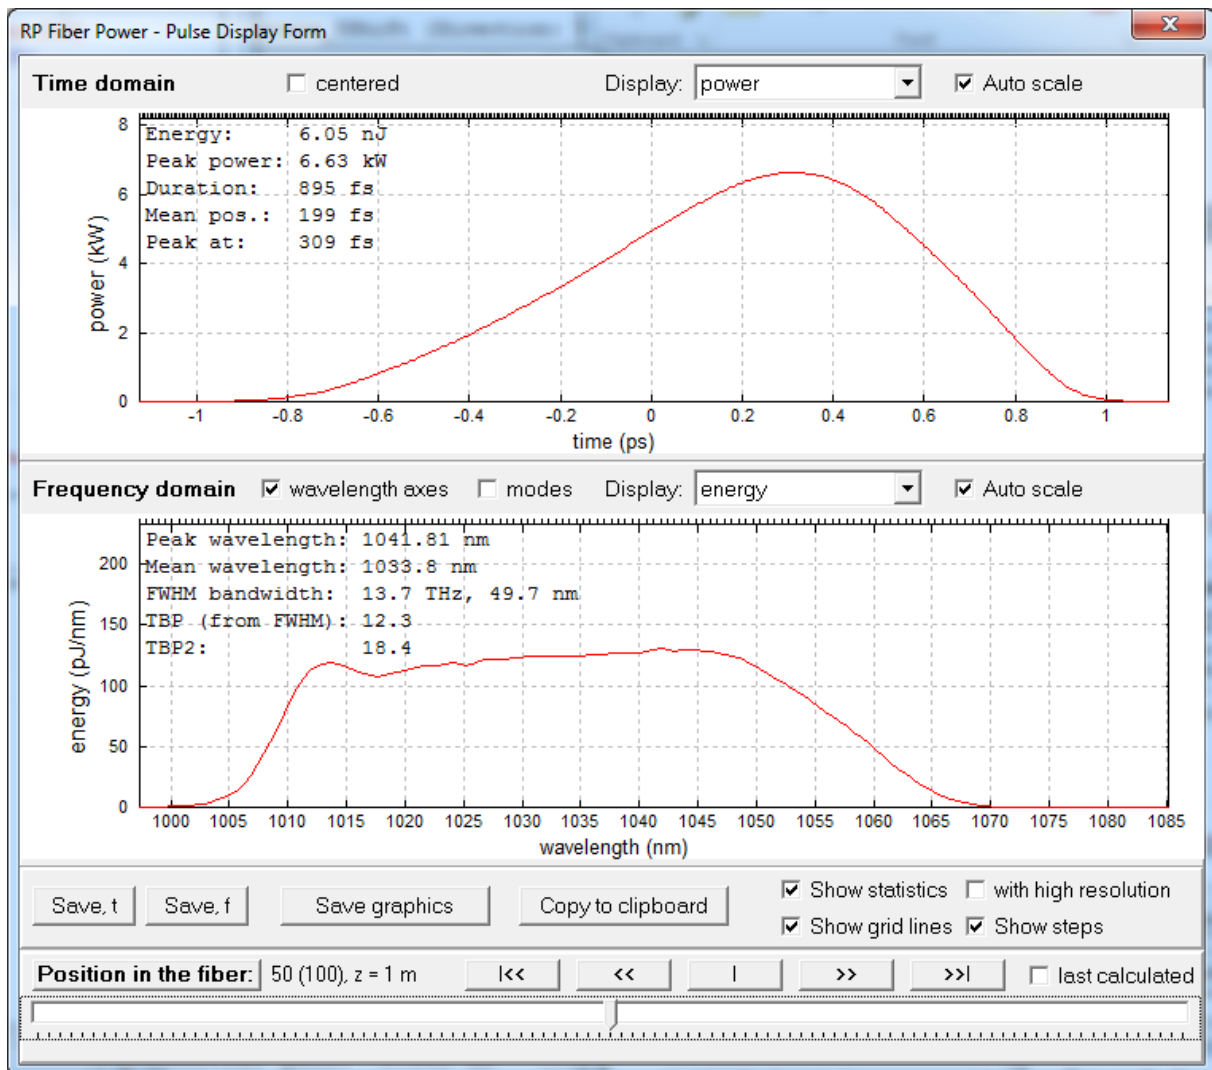 RP Fiber Power - Pulse Display Form
X
Time domain centered Display: power Auto scale
8
6
4
2
0
power (kW)
Energy: 6.05 nJ
Peak power: 6.63 kW
Duration: 895 fs
Mean pos.: 199 fs
Peak at: 309 fs
-1 -0.8 -0.6 -0.4 -0.2 0 0.2 0.4 0.6 0.8 1
time (ps)
Frequency domain wavelength axes modes Display: energy Auto scale
200
150
100
50
0
energy (pJ/nm)
Peak wavelength: 1041.81 nm
Mean wavelength: 1033.8 nm
FWHM bandwidth: 13.7 THz, 49.7 nm
TBP (from FWHM): 12.3
TBP2: 18.4
1000 1005 1010 1015 1020 1025 1030 1035 1040 1045 1050 1055 1060 1065 1070 1075 1080 1085
wavelength (nm)
Save, t Save, f Save graphics Copy to clipboard
Show statistics with high resolution
Show grid lines Show steps
Position in the fiber: 50 (100), z = 1 m I<< << I >> >>I last calculated